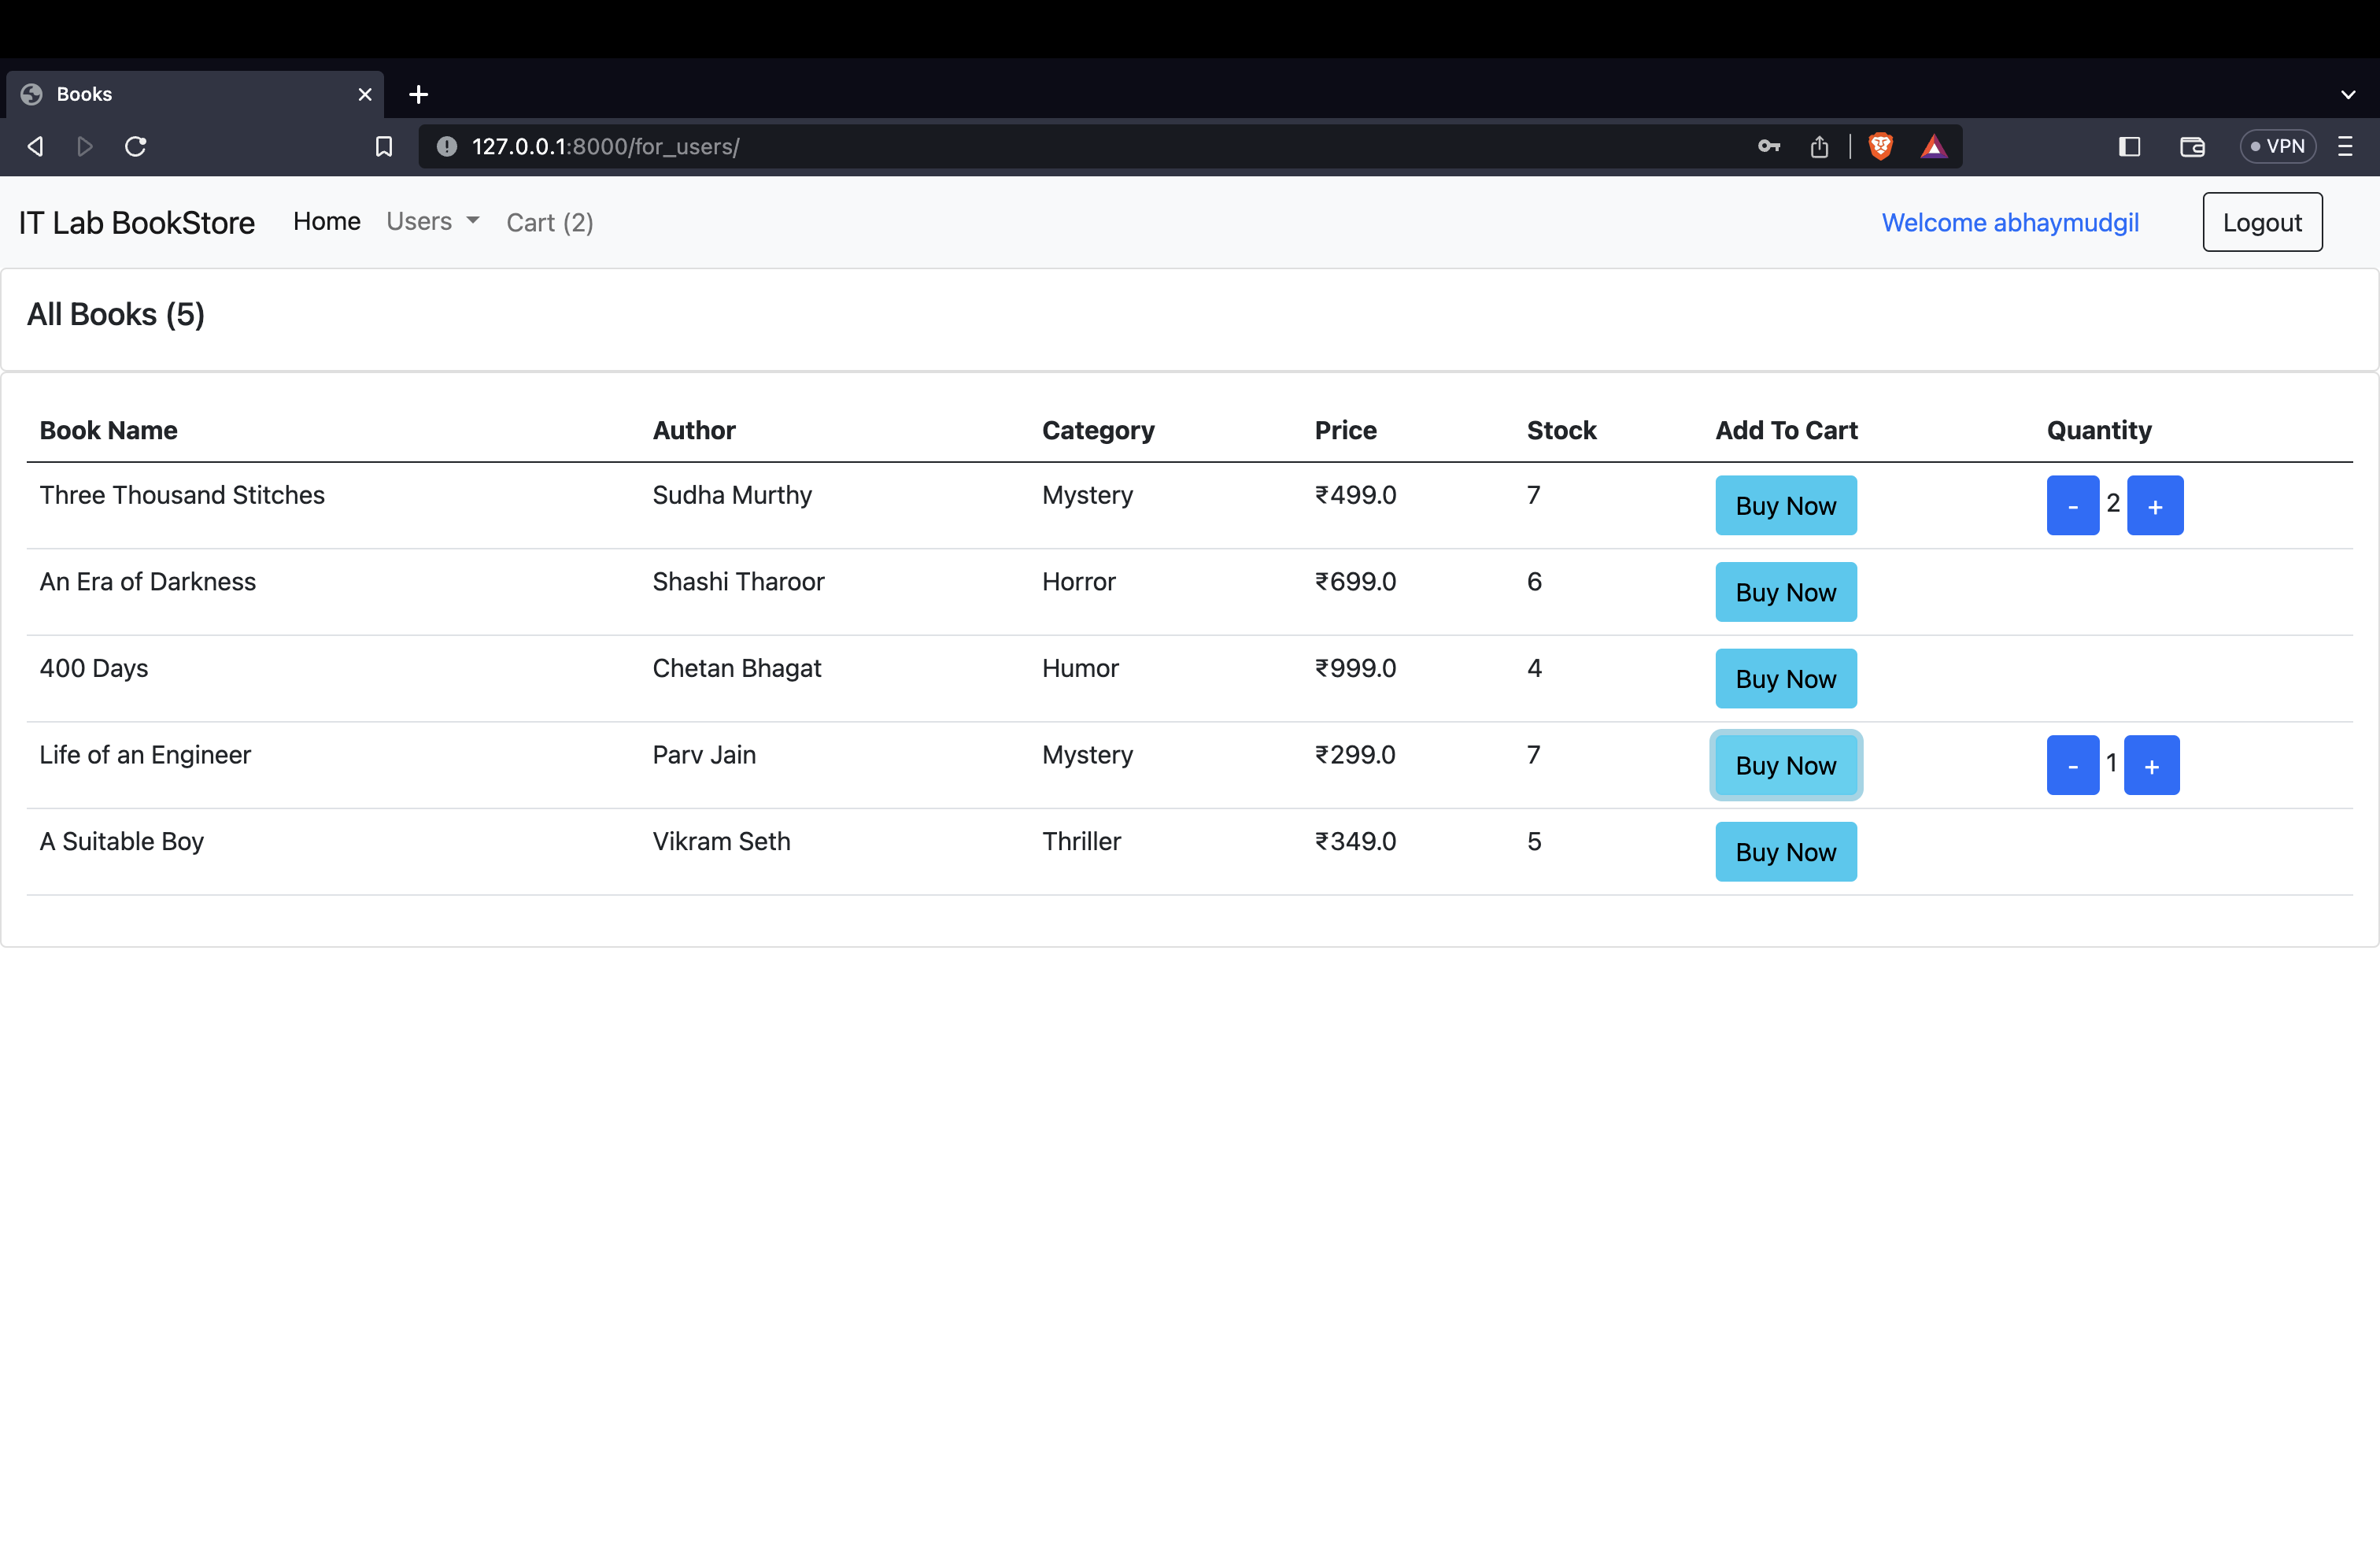 Books
127.0.0.1:8000/for_users/
VPN
IT Lab BookStore Home Users Cart (2) Welcome abhaymudgil Logout
All Books (5)
Book Name Author Category Price Stock Add To Cart Quantity
Three Thousand Stitches Sudha Murthy Mystery ₹499.0 7 Buy Now - 2 +
An Era of Darkness Shashi Tharoor Horror ₹699.0 6 Buy Now
400 Days Chetan Bhagat Humor ₹999.0 4 Buy Now
Life of an Engineer Parv Jain Mystery ₹299.0 7 Buy Now - 1 +
A Suitable Boy Vikram Seth Thriller ₹349.0 5 Buy Now